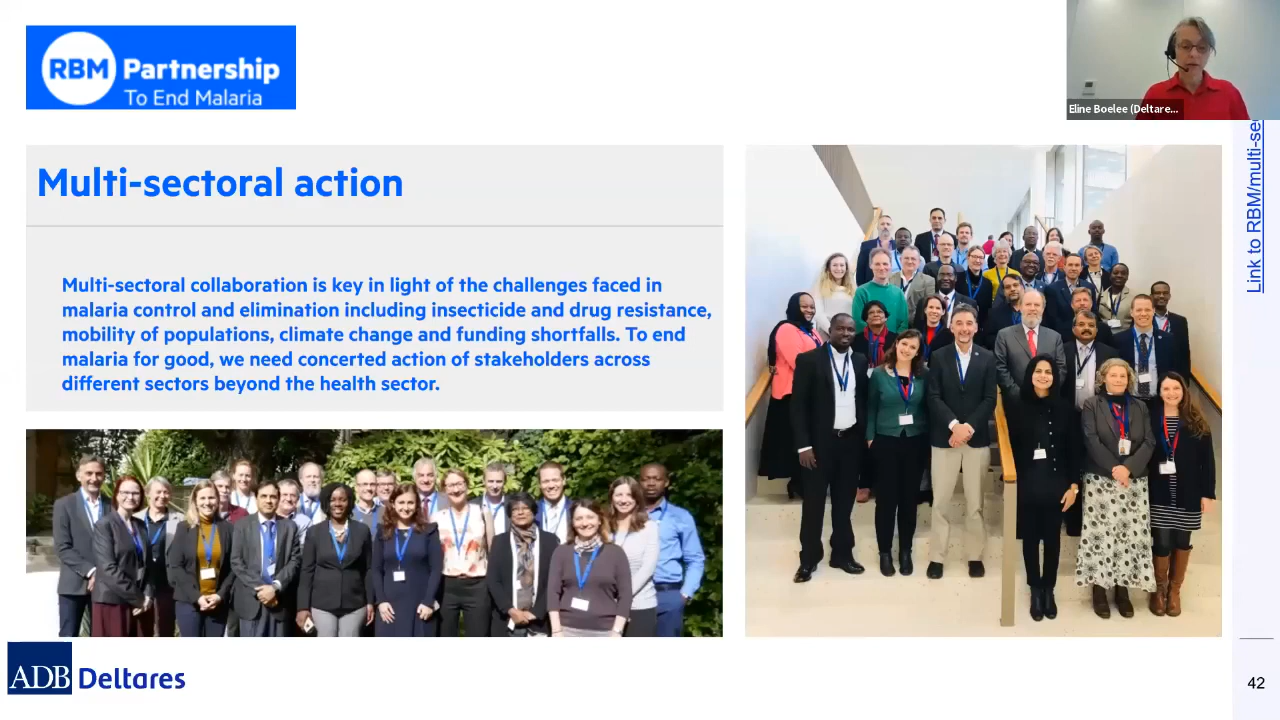 RBM Partnership
To End Malaria
Eline Boelee (Deltare...
Link to RBM/multi-se
Multi-sectoral action
Multi-sectoral collaboration is key in light of the challenges faced in
malaria control and elimination including insecticide and drug resistance,
mobility of populations, climate change and funding shortfalls. To end
malaria for good, we need concerted action of stakeholders across
different sectors beyond the health sector.
ADB Deltares
42